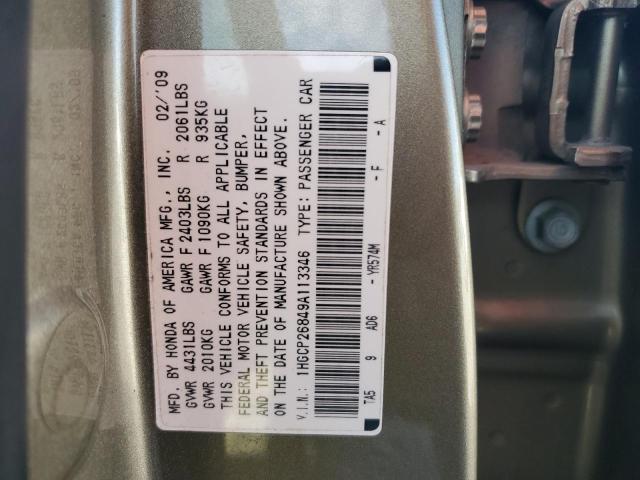 MFD. BY HONDA OF AMERICA MFG., INC. 02/'09
GVWR 4431LBS GAWR F 2403LBS R 2061LBS
GVWR 2010KG GAWR F 1090KG R 935KG
THIS VEHICLE CONFORMS TO ALL APPLICABLE
FEDERAL MOTOR VEHICLE SAFETY, BUMPER,
AND THEFT PREVENTION STANDARDS IN EFFECT
ON THE DATE OF MANUFACTURE SHOWN ABOVE.
V.I.N.: 1HGCP26849A113346 TYPE: PASSENGER CAR
TA5 9 AD6 - YR574M - F - A